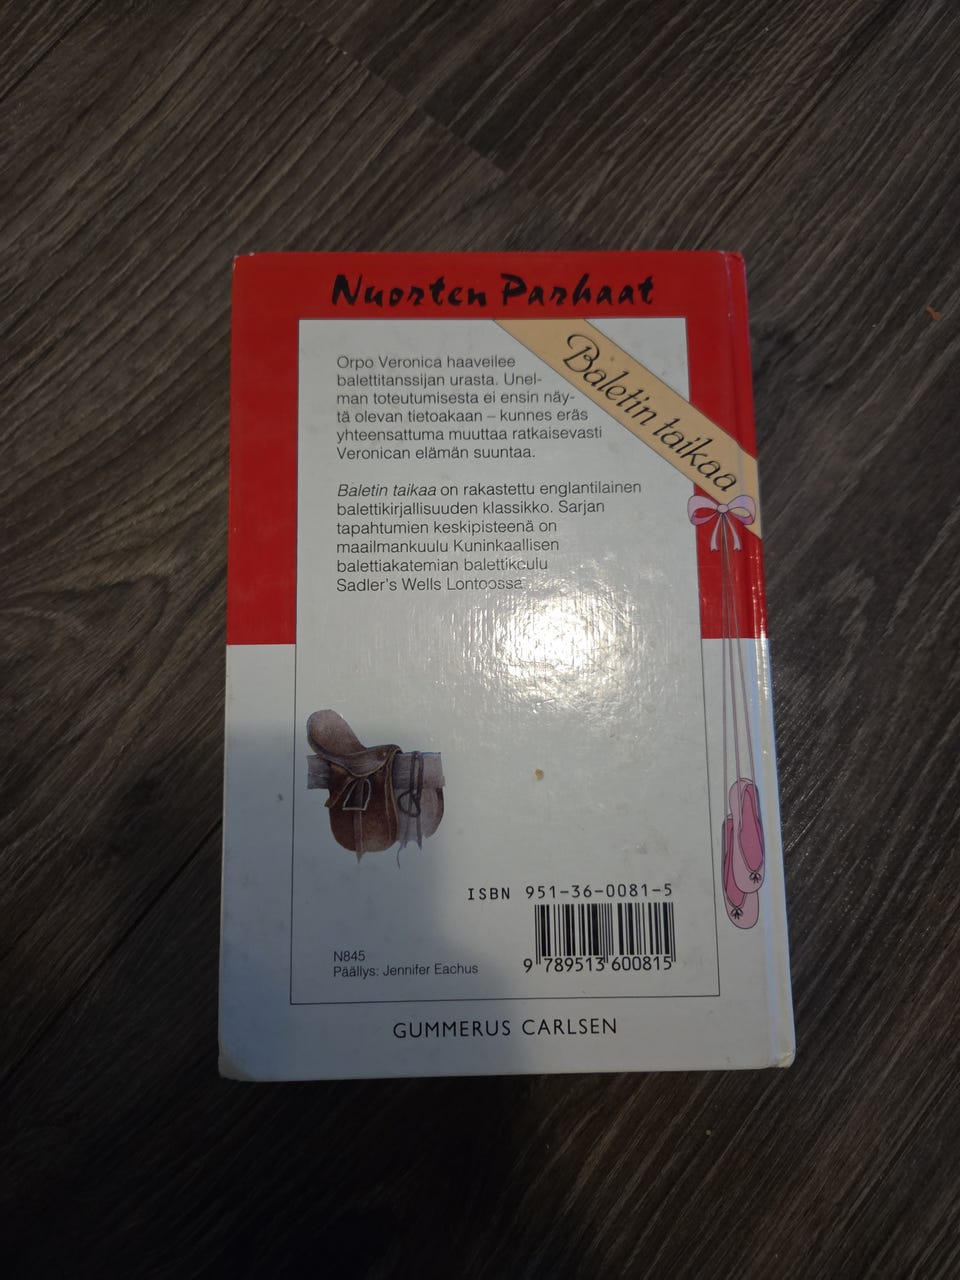 Nuorten Parhaat
Baletin taikaa
Orpo Veronica haaveilee
balettitanssijan urasta. Unel-
man toteutumisesta ei ensin näy-
tä olevan tietoakaan – kunnes eräs
yhteensattuma muuttaa ratkaisevasti
Veronican elämän suuntaa.
Baletin taikaa on rakastettu englantilainen
balettikirjallisuuden klassikko. Sarjan
tapahtumien keskipisteenä on
maailmankuulu Kuninkaallisen
balettiakatemian balettikoulu
Sadler's Wells Lontoossa.
ISBN 951-36-0081-5
9 789513 600815
N845
Päällys: Jennifer Eachus
GUMMERUS CARLSEN